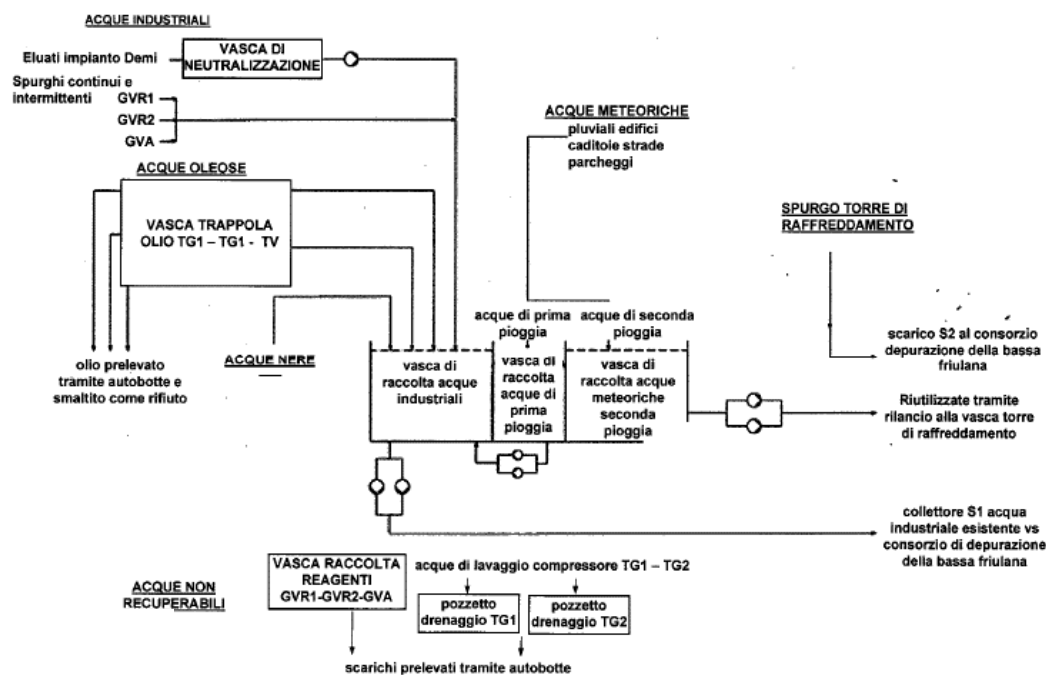 ACQUE INDUSTRIALI
Eluati impianto Demi
VASCA DI
NEUTRALIZZAZIONE
Spurghi continui e
intermittenti
GVR1
GVR2
GVA
ACQUE OLEOSE
VASCA TRAPPOLA
OLIO TG1 – TG1 - TV
olio prelevato
tramite autobotte e
smaltito come rifiuto
ACQUE NERE
ACQUE METEORICHE
pluviali edifici
caditoie strade
parcheggi
acque di prima
pioggia
acque di seconda
pioggia
vasca di
raccolta acque
industriali
vasca di
raccolta
acque di
prima
pioggia
vasca di
raccolta acque
meteoriche
seconda
pioggia
SPURGO TORRE DI
RAFFREDDAMENTO
scarico S2 al consorzio
depurazione della bassa
friulana
Riutilizzate tramite
rilancio alla vasca torre
di raffreddamento
collettore S1 acqua
industriale esistente vs
consorzio di depurazione
della bassa friulana
ACQUE NON
RECUPERABILI
VASCA RACCOLTA
REAGENTI
GVR1-GVR2-GVA
acque di lavaggio compressore TG1 – TG2
pozzetto
drenaggio TG1
pozzetto
drenaggio TG2
scarichi prelevati tramite autobotte